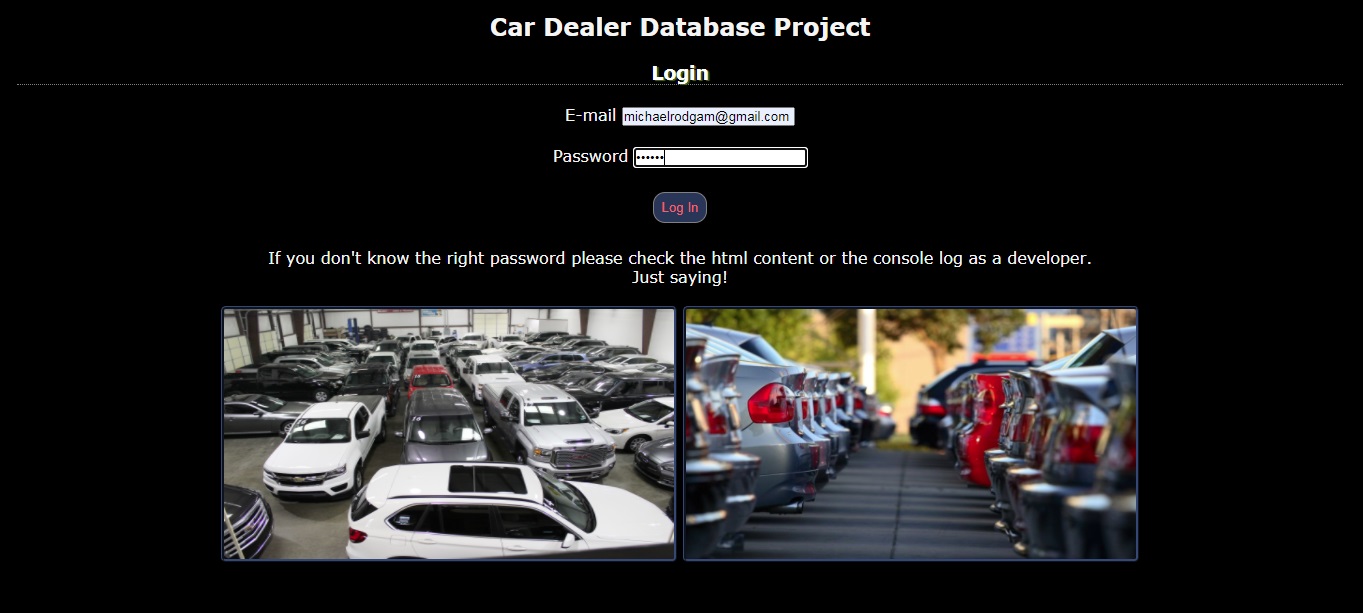 Car Dealer Database Project
Login
E-mail michaelrodgam@gmail.com
Password ••••••
Log In
If you don't know the right password please check the html content or the console log as a developer.
Just saying!